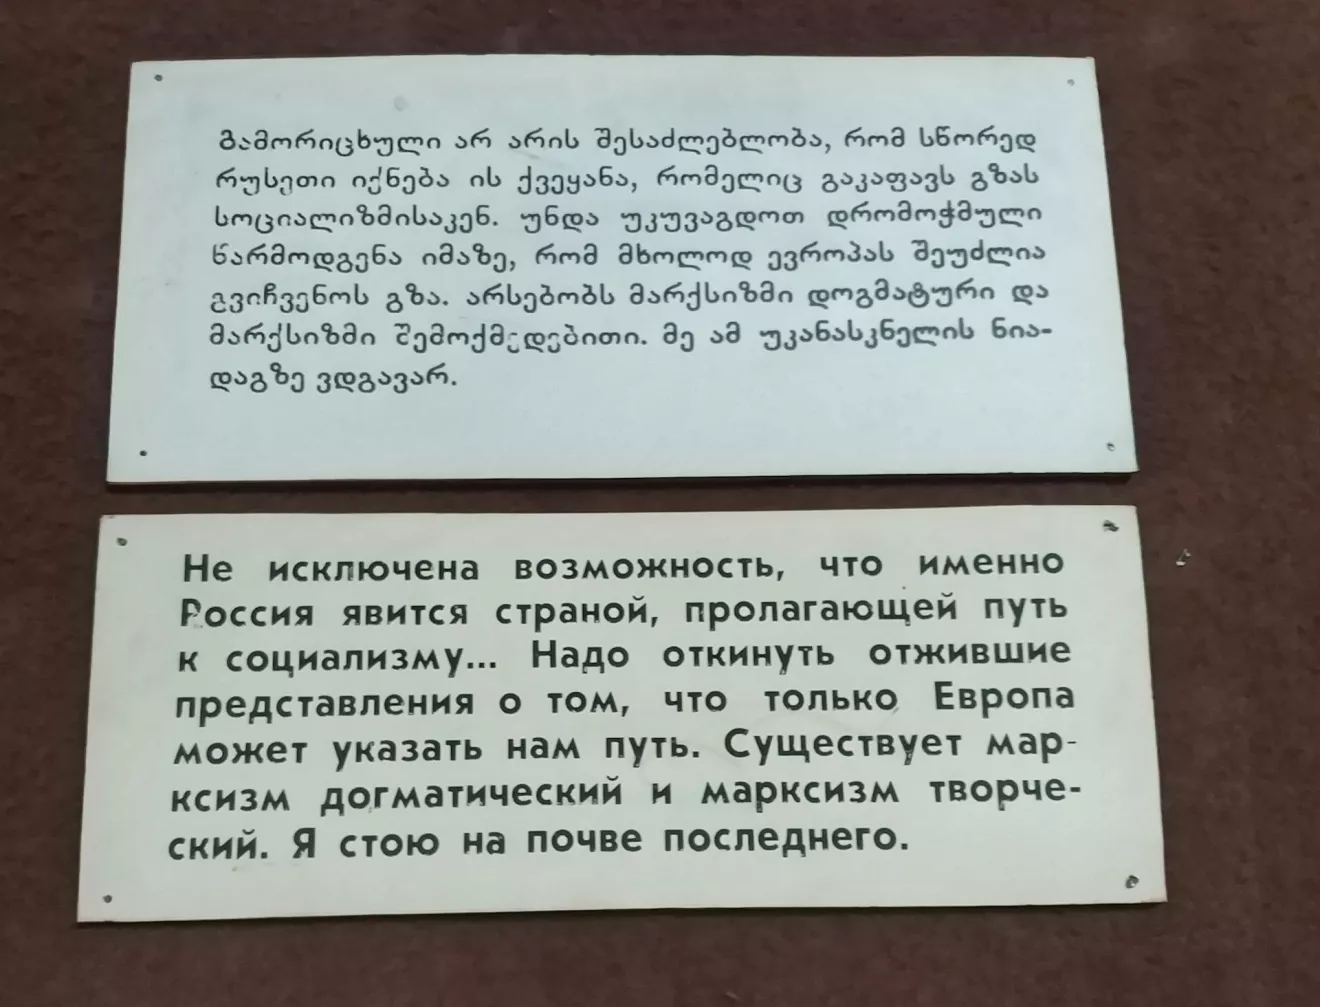 გამორიცხული არ არის შესაძლებლობა, რომ სწორედ
რუსეთი იქნება ის ქვეყანა, რომელიც გაკაფავს გზას
სოციალიზმისაკენ. უნდა უკუვაგდოთ დრომოჭმული
წარმოდგენა იმაზე, რომ მხოლოდ ევროპას შეუძლია
გვიჩვენოს გზა. არსებობს მარქსიზმი დოგმატური და
მარქსიზმი შემოქმედებითი. მე ამ უკანასკნელის ნია-
დაგზე ვდგავარ.
Не исключена возможность, что именно
Россия явится страной, пролагающей путь
к социализму... Надо откинуть отжившие
представления о том, что только Европа
может указать нам путь. Существует мар-
ксизм догматический и марксизм творче-
ский. Я стою на почве последнего.